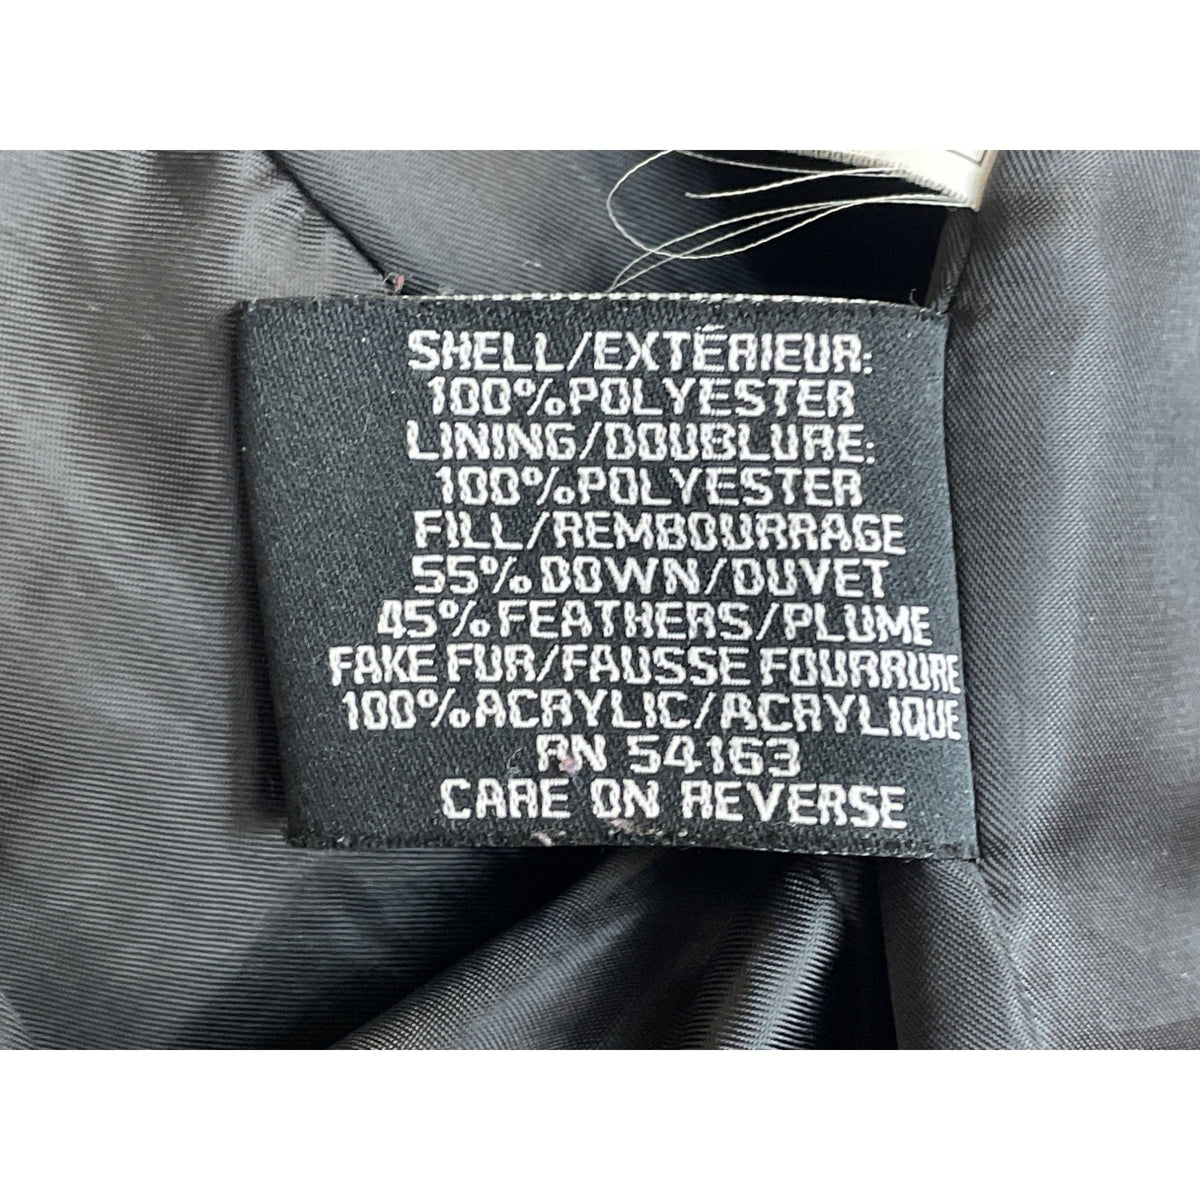 SHELL/EXTÉRIEUR:
100% POLYESTER
LINING/DOUBLURE:
100% POLYESTER
FILL/REMBOURRAGE
55% DOWN/DUVET
45% FEATHERS/PLUME
FAKE FUR/FAUSSE FOURRURE
100% ACRYLIC/ACRYLIQUE
RN 54163
CARE ON REVERSE